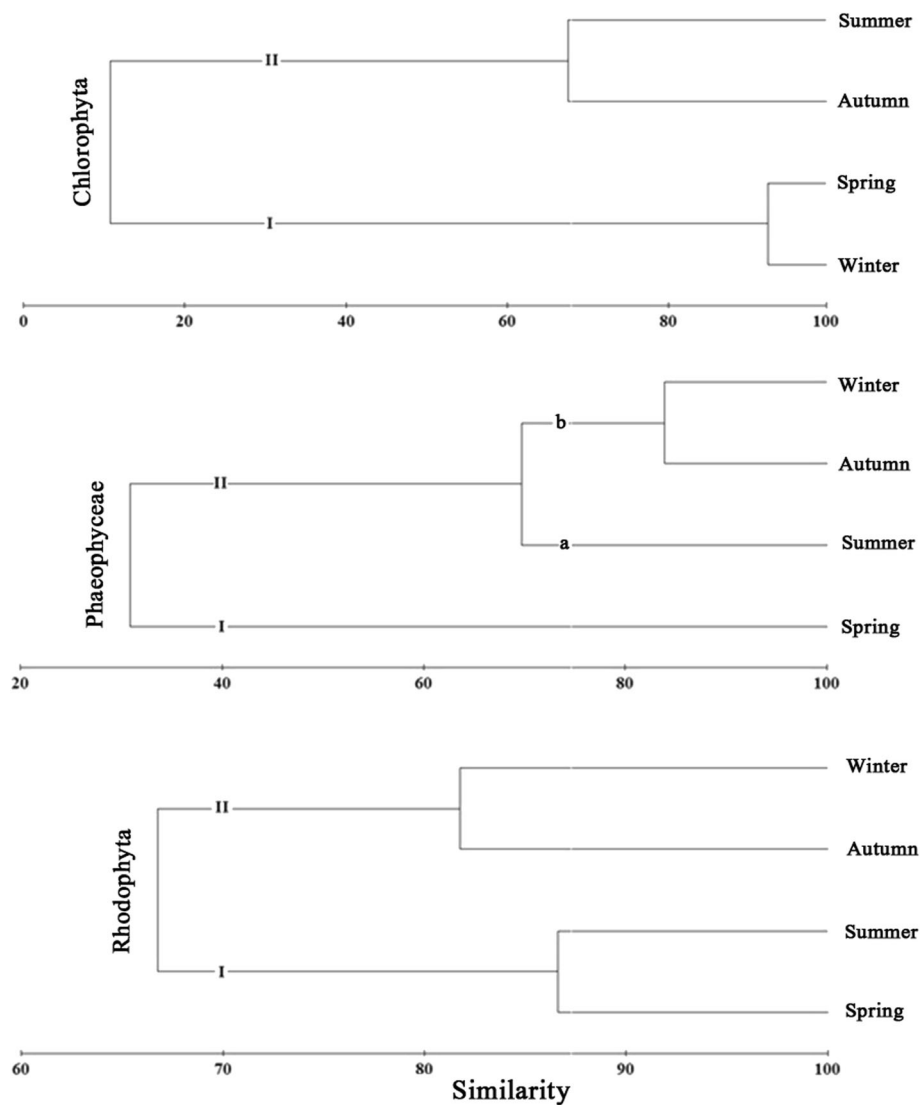 Chlorophyta
II
I
Summer
Autumn
Spring
Winter
0 20 40 60 80 100
Phaeophyceae
II
I
b
a
Winter
Autumn
Summer
Spring
20 40 60 80 100
Rhodophyta
II
I
Winter
Autumn
Summer
Spring
60 70 80 90 100
Similarity